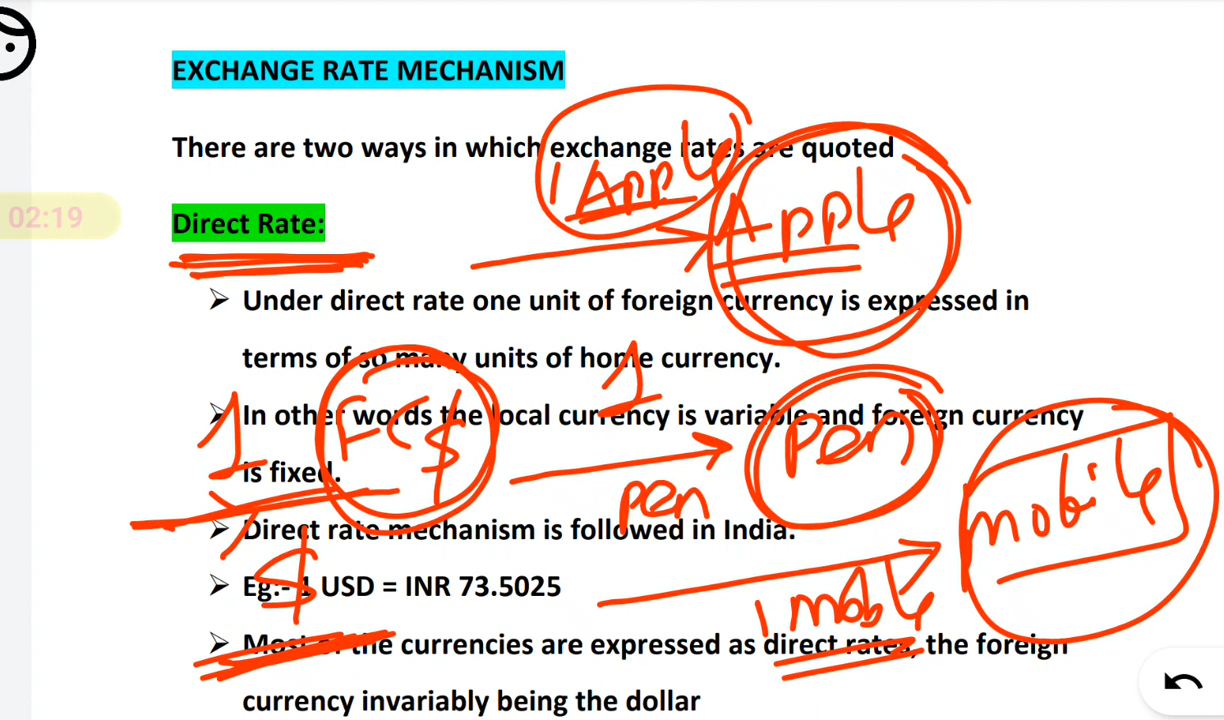 EXCHANGE RATE MECHANISM
There are two ways in which exchange rates are quoted
1 Apple
Apple
02:19
Direct Rate:
Under direct rate one unit of foreign currency is expressed in
terms of so many units of home currency.
1
In other words the local currency is variable and foreign currency
1 FC $
pen
is fixed.
pen
mobile
Direct rate mechanism is followed in India.
$
Eg:- 1 USD = INR 73.5025
1 mobile
Most of the currencies are expressed as direct rates, the foreign
currency invariably being the dollar